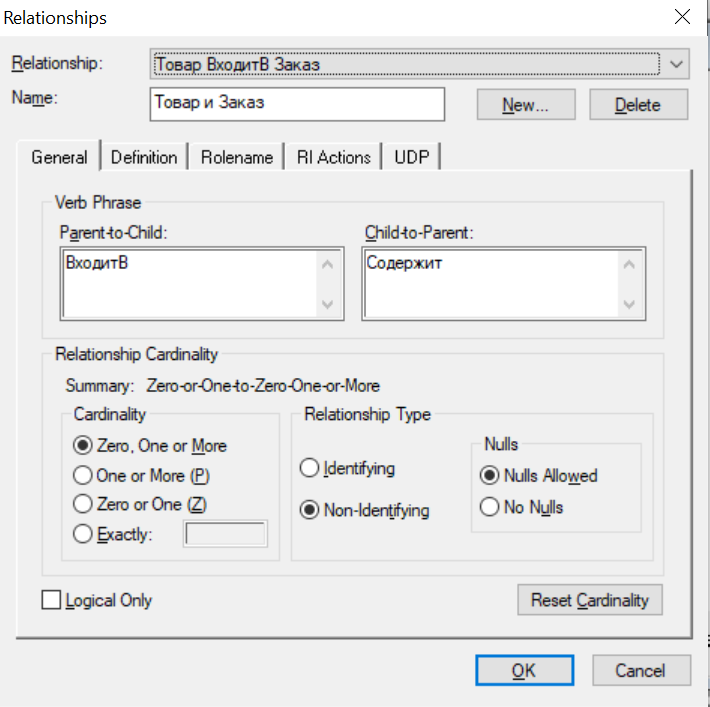 Relationships
Relationship: Товар ВходитВ Заказ
Name: Товар и Заказ New... Delete
General Definition Rolename RI Actions UDP
Verb Phrase
Parent-to-Child: Child-to-Parent:
ВходитВ Содержит
Relationship Cardinality
Summary: Zero-or-One-to-Zero-One-or-More
Cardinality Relationship Type
Nulls
Zero, One or More
Identifying
One or More (P) Nulls Allowed
Zero or One (Z) Non-Identifying No Nulls
Exactly:
Logical Only Reset Cardinality
OK Cancel